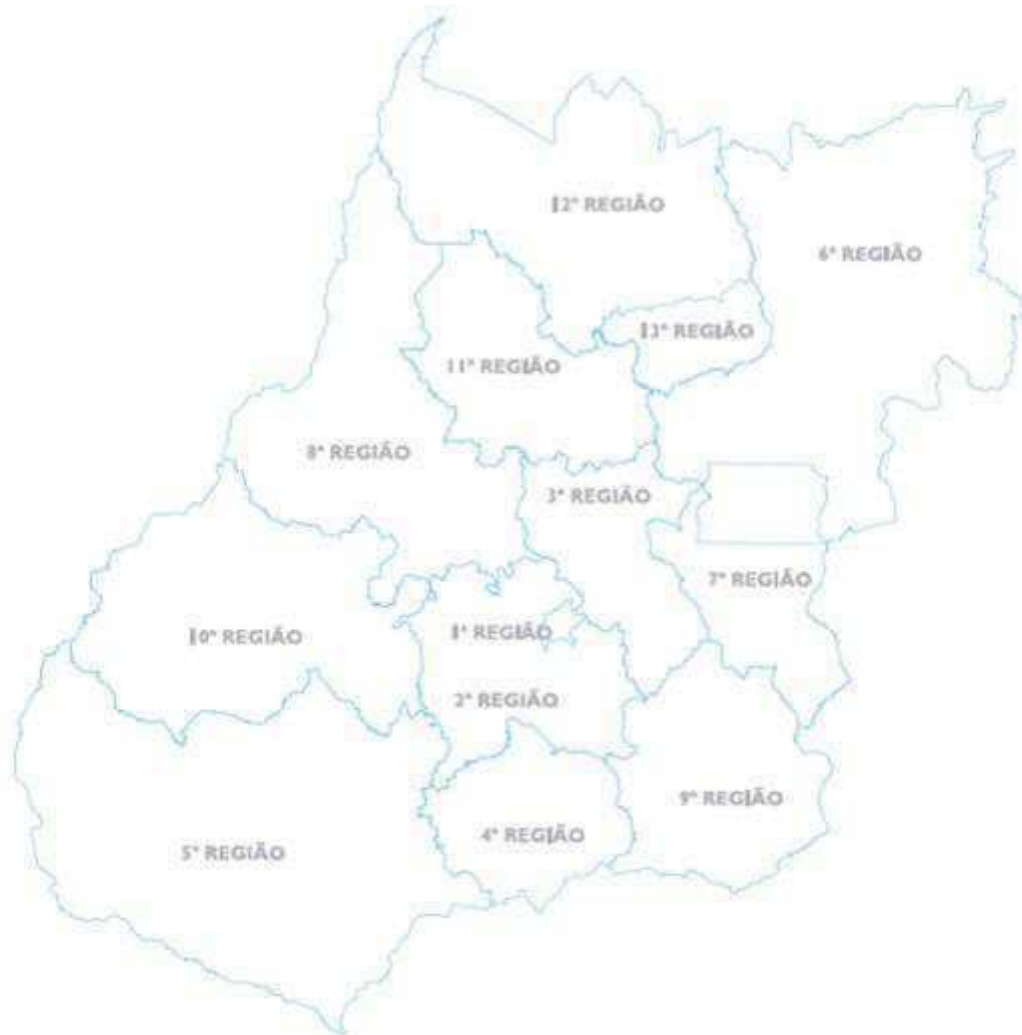 12ª REGIÃO
6ª REGIÃO
13ª REGIÃO
11ª REGIÃO
8ª REGIÃO
3ª REGIÃO
7ª REGIÃO
1ª REGIÃO
10ª REGIÃO
2ª REGIÃO
9ª REGIÃO
4ª REGIÃO
5ª REGIÃO